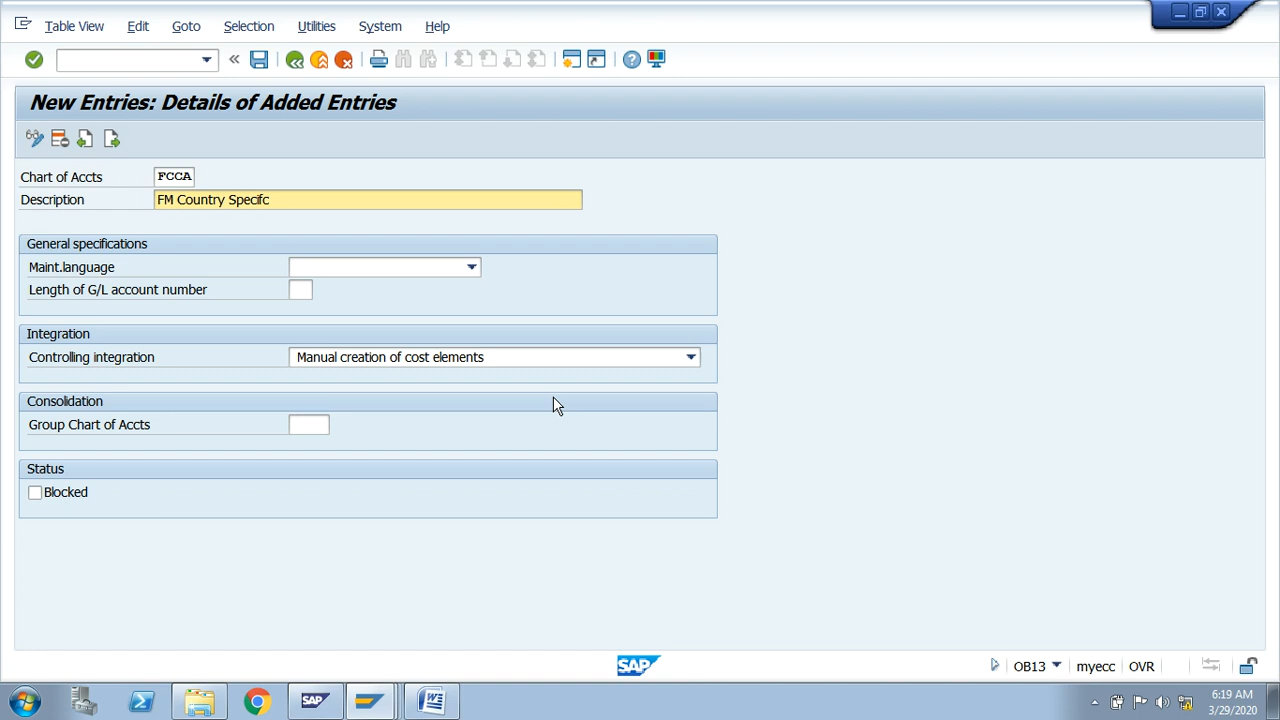 Table View Edit Goto Selection Utilities System Help
New Entries: Details of Added Entries
Chart of Accts FCCA
Description FM Country Specifc
General specifications
Maint.language
Length of G/L account number
Integration
Controlling integration Manual creation of cost elements
Consolidation
Group Chart of Accts
Status
Blocked
SAP OB13 myecc OVR
SAP 6:19 AM
3/29/2020